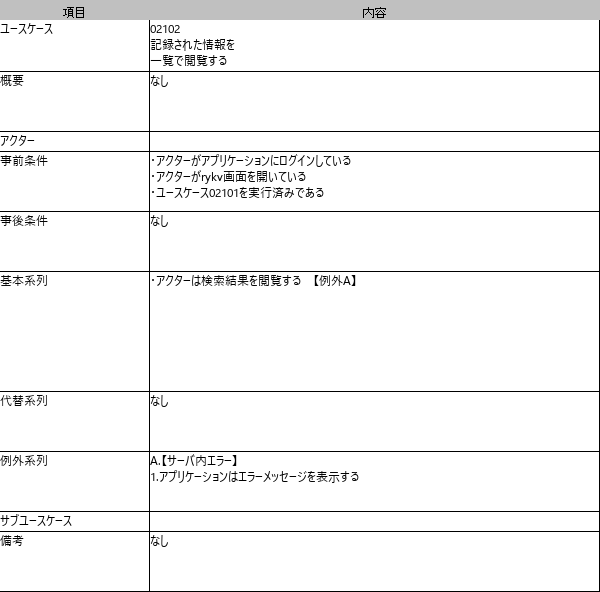 項目 内容
ユースケース 02102
記録された情報を
一覧で閲覧する
概要 なし
アクター
事前条件 ・アクターがアプリケーションにログインしている
・アクターがrykv画面を開いている
・ユースケース02101を実行済みである
事後条件 なし
基本系列 ・アクターは検索結果を閲覧する 【例外A】
代替系列 なし
例外系列 A.【サーバ内エラー】
1.アプリケーションはエラーメッセージを表示する
サブユースケース
備考 なし